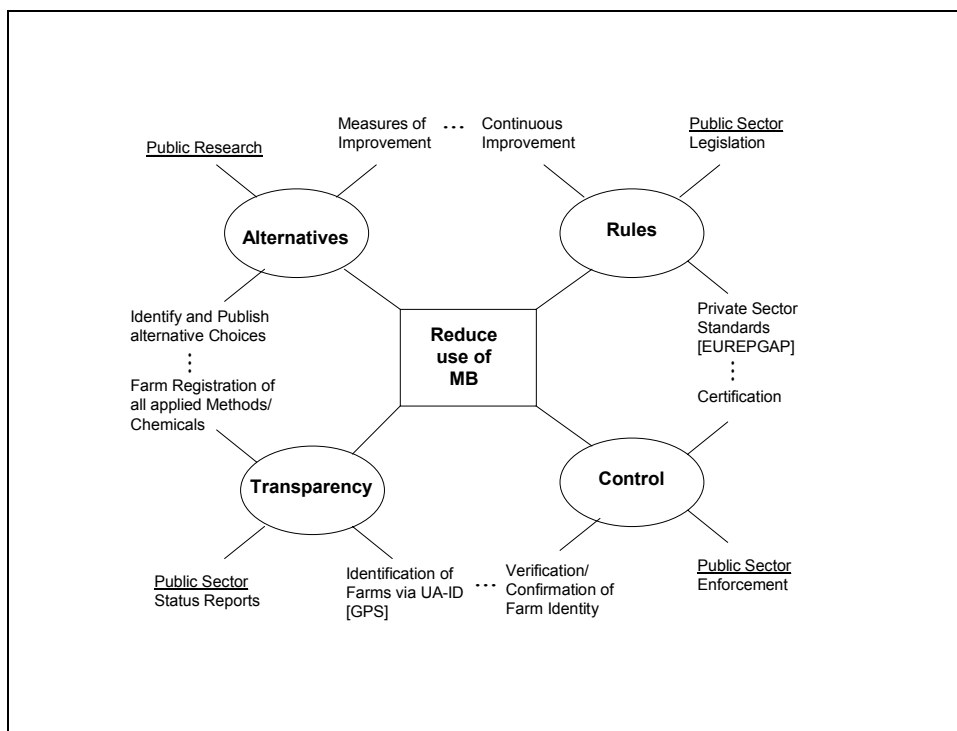 Public Research
Measures of
Improvement
...
Continuous
Improvement
Public Sector
Legislation
Alternatives
Rules
Identify and Publish
alternative Choices
...
Farm Registration of
all applied Methods/
Chemicals
Reduce
use of
MB
Private Sector
Standards
[EUREPGAP]
...
Certification
Transparency
Control
Public Sector
Status Reports
Identification of
Farms via UA-ID
[GPS]
...
Verification/
Confirmation of
Farm Identity
Public Sector
Enforcement